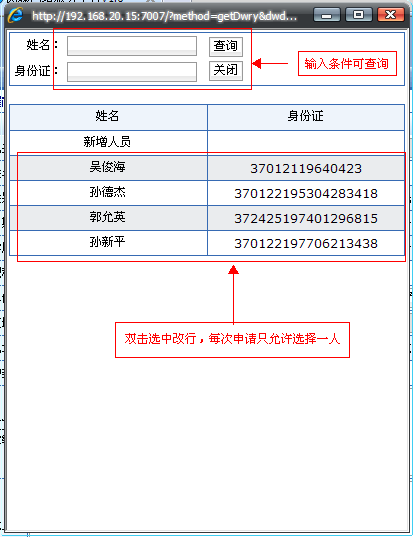 http://192.168.20.15:7007/?method=getDwry&dwd...
姓名： 查询
身份证： 关闭
输入条件可查询
姓名 身份证
新增人员
吴俊海 37012119640423
孙德杰 370122195304283418
郭允英 372425197401296815
孙新平 370122197706213438
双击选中改行，每次申请只允许选择一人